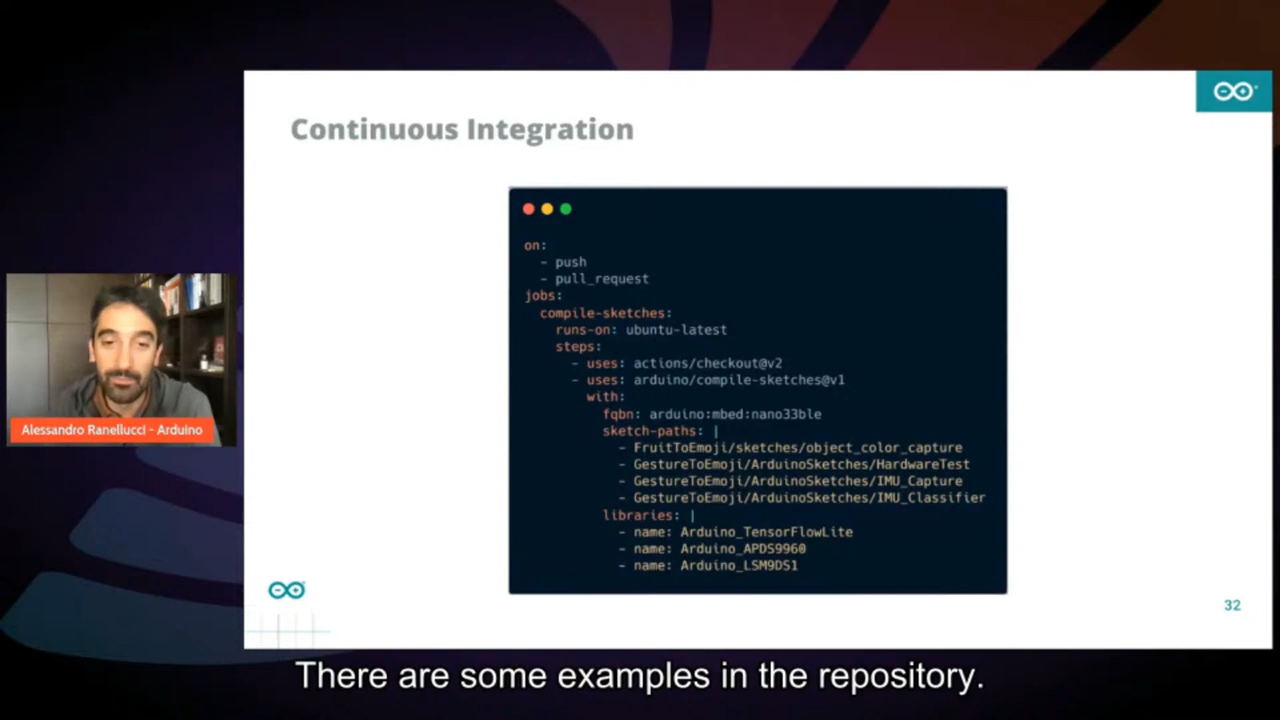 Continuous Integration
on:
- push
- pull_request
jobs:
compile-sketches:
runs-on: ubuntu-latest
steps:
- uses: actions/checkout@v2
- uses: arduino/compile-sketches@v1
with:
fqbn: arduino:mbed:nano33ble
sketch-paths: |
- FruitToEmoji/sketches/object_color_capture
- GestureToEmoji/ArduinoSketches/HardwareTest
- GestureToEmoji/ArduinoSketches/IMU_Capture
- GestureToEmoji/ArduinoSketches/IMU_Classifier
libraries: |
- name: Arduino_TensorFlowLite
- name: Arduino_APDS9960
- name: Arduino_LSM9DS1
Alessandro Ranellucci - Arduino
32
There are some examples in the repository.